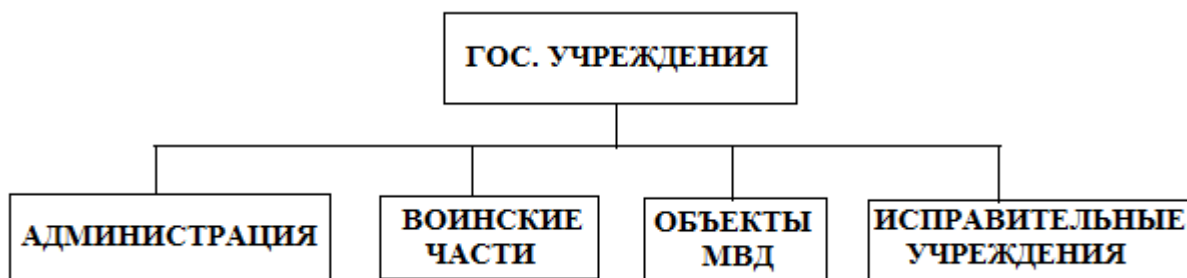 ГОС. УЧРЕЖДЕНИЯ
АДМИНИСТРАЦИЯ
ВОИНСКИЕ
ЧАСТИ
ОБЪЕКТЫ
МВД
ИСПРАВИТЕЛЬНЫЕ
УЧРЕЖДЕНИЯ